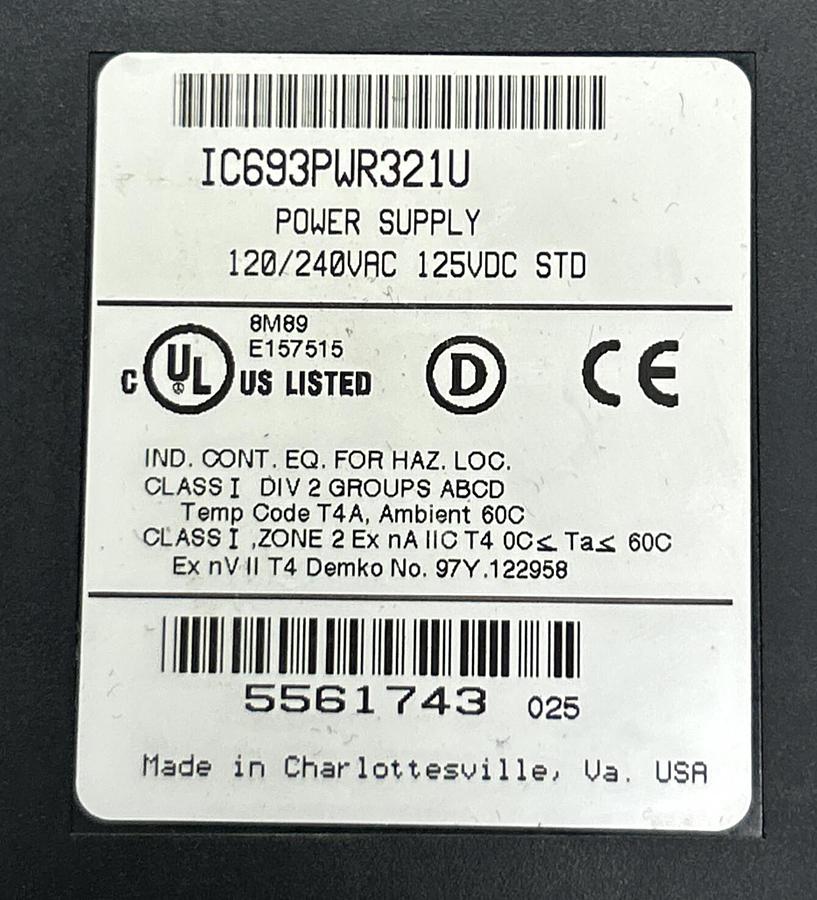 IC693PWR321U
POWER SUPPLY
120/240VAC 125VDC STD
8M89
E157515
C UL US LISTED
D
CE
IND. CONT. EQ. FOR HAZ. LOC.
CLASS I DIV 2 GROUPS ABCD
Temp Code T4A, Ambient 60C
CLASS I ,ZONE 2 Ex nA IIC T4 0C≤ Ta≤ 60C
Ex nV II T4 Demko No. 97Y.122958
5561743 025
Made in Charlottesville, Va. USA